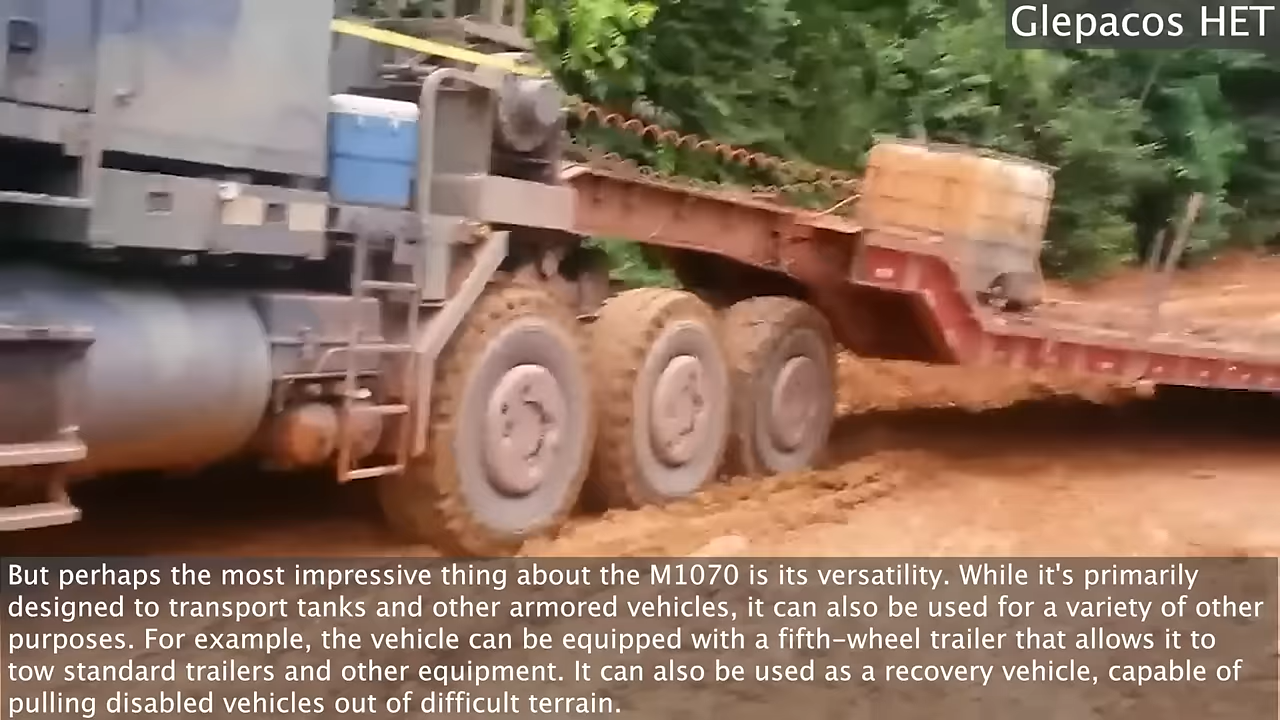 Glepacos HET
But perhaps the most impressive thing about the M1070 is its versatility. While it's primarily
designed to transport tanks and other armored vehicles, it can also be used for a variety of other
purposes. For example, the vehicle can be equipped with a fifth-wheel trailer that allows it to
tow standard trailers and other equipment. It can also be used as a recovery vehicle, capable of
pulling disabled vehicles out of difficult terrain.